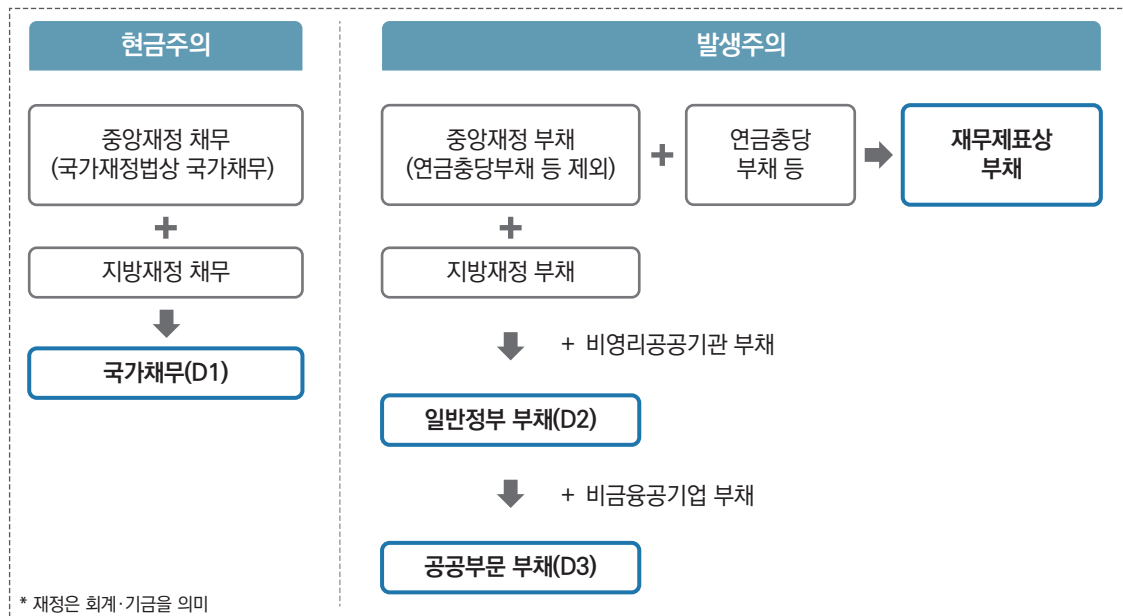 현금주의
중앙재정 채무
(국가재정법상 국가채무)
+
지방재정 채무
국가채무(D1)
* 재정은 회계·기금을 의미
발생주의
중앙재정 부채
(연금충당부채 등 제외)
+
연금충당
부채 등
재무제표상
부채
+
지방재정 부채
+ 비영리공공기관 부채
일반정부 부채(D2)
+ 비금융공기업 부채
공공부문 부채(D3)